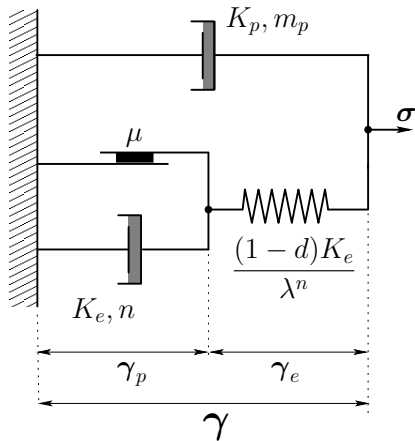 K_p, m_p
σ
μ
(1 − d)K_e
λ^n
K_e, n
γ_p
γ_e
γ